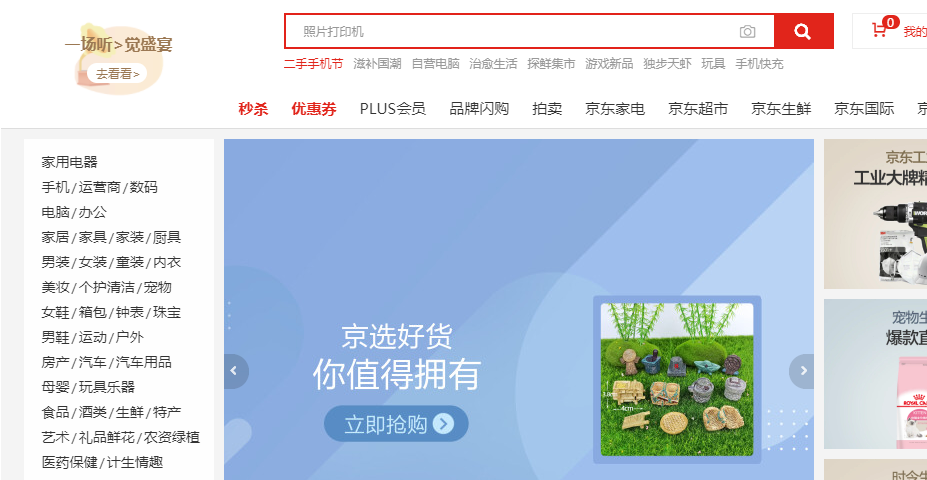 一场听>觉盛宴
去看看>
照片打印机
0
我的
二手手机节 滋补国潮 自营电脑 治愈生活 探鲜集市 游戏新品 独步天虾 玩具 手机快充
秒杀 优惠券 PLUS会员 品牌闪购 拍卖 京东家电 京东超市 京东生鲜 京东国际
家用电器
手机/运营商/数码
电脑/办公
家居/家具/家装/厨具
男装/女装/童装/内衣
美妆/个护清洁/宠物
女鞋/箱包/钟表/珠宝
男鞋/运动/户外
房产/汽车/汽车用品
母婴/玩具乐器
食品/酒类/生鲜/特产
艺术/礼品鲜花/农资绿植
医药保健/计生情趣
京选好货
你值得拥有
立即抢购
4cm
京东工
工业大牌
宠物生
爆款直
ROYAL CANIN
时令生